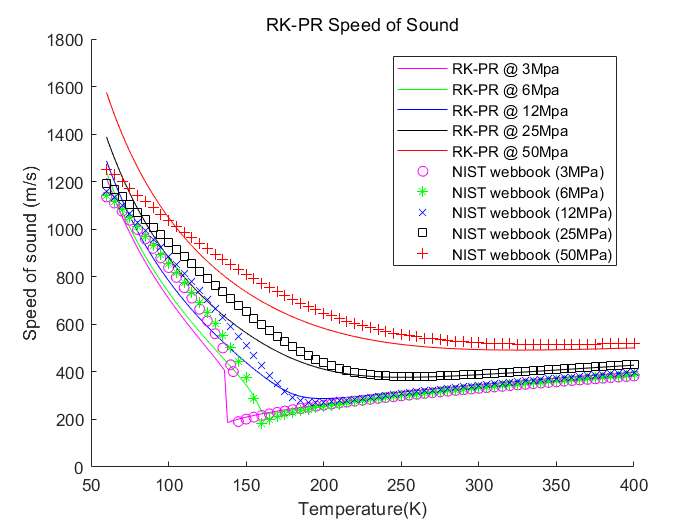 RK-PR Speed of Sound
1800
1600
1400
1200
1000
800
600
400
200
0
Speed of sound (m/s)
RK-PR @ 3Mpa
RK-PR @ 6Mpa
RK-PR @ 12Mpa
RK-PR @ 25Mpa
RK-PR @ 50Mpa
NIST webbook (3MPa)
NIST webbook (6MPa)
NIST webbook (12MPa)
NIST webbook (25MPa)
NIST webbook (50MPa)
50 100 150 200 250 300 350 400
Temperature(K)